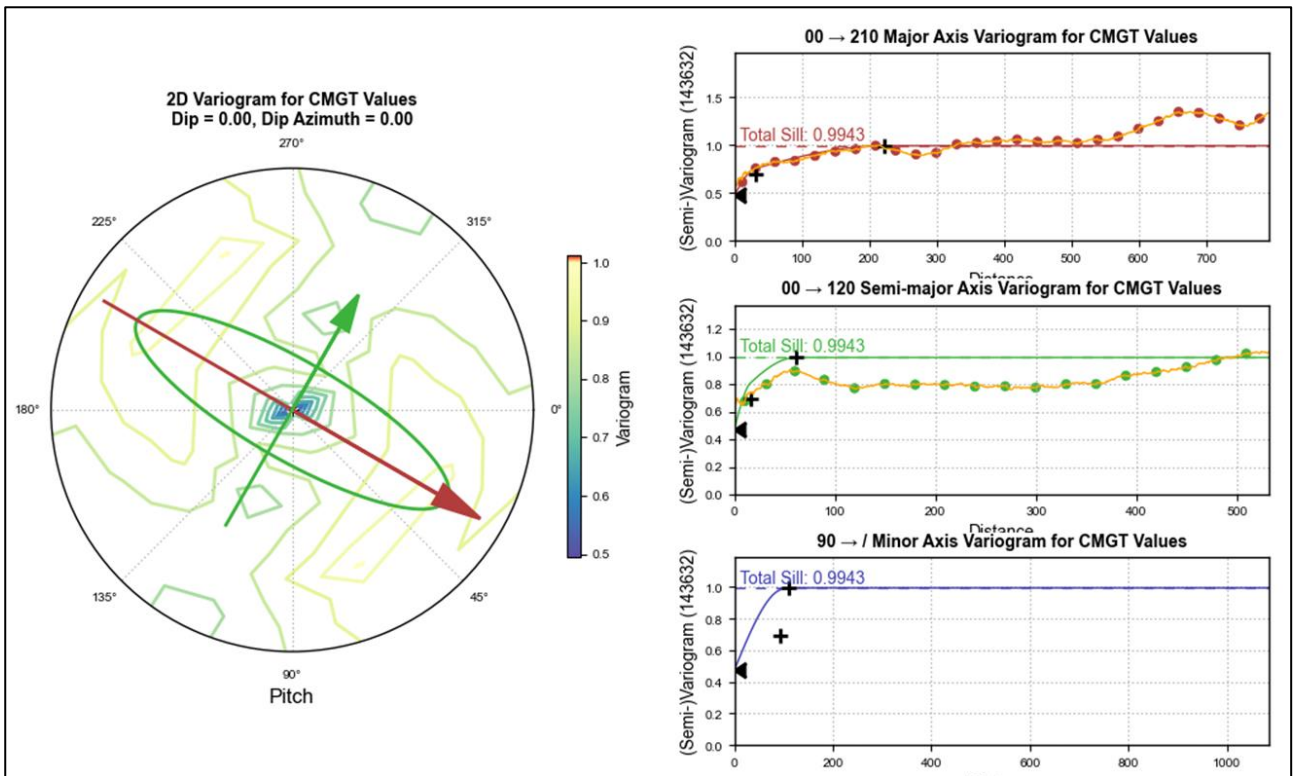 2D Variogram for CMGT Values
Dip = 0.00, Dip Azimuth = 0.00
270°
225°
315°
180°
0°
135°
45°
90°
Pitch
1.0
0.9
0.8
0.7
0.6
0.5
Variogram
00 → 210 Major Axis Variogram for CMGT Values
(Semi-)Variogram (143632)
1.5
1.0
0.5
0.0
Total Sill: 0.9943
0 100 200 300 400 500 600 700
Distance
00 → 120 Semi-major Axis Variogram for CMGT Values
(Semi-)Variogram (143632)
1.2
1.0
0.8
0.6
0.4
0.2
0.0
Total Sill: 0.9943
0 100 200 300 400 500
Distance
90 → / Minor Axis Variogram for CMGT Values
(Semi-)Variogram (143632)
1.0
0.8
0.6
0.4
0.2
0.0
Total Sill: 0.9943
0 200 400 600 800 1000